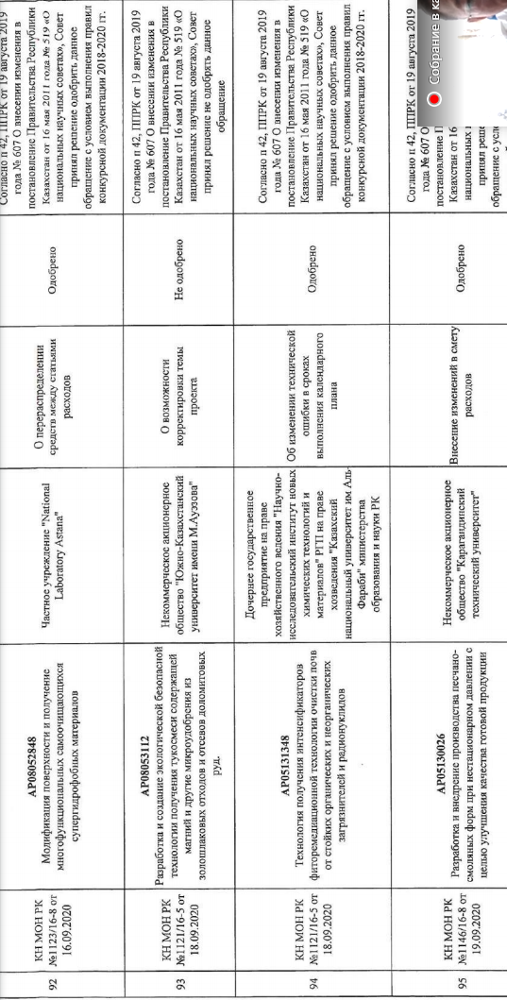 92
КН МОН РК
№1123/16-8 от
16.09.2020
AP08052848
Модификация поверхности и получение
многофункциональных самоочищающихся
супергидрофобных материалов
Частное учреждение "National
Laboratory Astana"
О перераспределении
средств между статьями
расходов
Одобрено
Согласно п 42, ППРК от 19 августа 2019
года № 607 О внесении изменения в
постановление Правительства Республики
Казахстан от 16 мая 2011 года № 519 «О
национальных научных советах», Совет
принял решение одобрить данное
обращение с условием выполнения правил
конкурсной документации 2018-2020 гг.
93
КН МОН РК
№1121/16-5 от
18.09.2020
AP08053112
Разработка и создание экологической безопасной
технологии получения тукосмеси содержащей
магний и другие микроудобрения из
золошлаковых отходов и отсевов доломитовых
руд.
Некоммерческое акционерное
общество "Южно-Казахстанский
университет имени М.Ауэзова"
О возможности
корректировки темы
проекта
Не одобрено
Согласно п 42, ППРК от 19 августа 2019
года № 607 О внесении изменения в
постановление Правительства Республики
Казахстан от 16 мая 2011 года № 519 «О
национальных научных советах», Совет
принял решение не одобрять данное
обращение
94
КН МОН РК
№1121/16-5 от
18.09.2020
AP05131348
Технология получения интенсификаторов
фиторемедиационной технологии очистки почв
от стойких органических и неорганических
загрязнителей и радионуклидов
Дочернее государственное
предприятие на праве
хозяйственного ведения "Научно-
исследовательский институт новых
химических технологий и
материалов" РГП на праве
хозведения "Казахский
национальный университет им Аль-
Фараби" министерства
образования и науки РК
Об изменении технической
ошибки в сроках
выполнения календарного
плана
Одобрено
Согласно п 42, ППРК от 19 августа 2019
года № 607 О внесении изменения в
постановление Правительства Республики
Казахстан от 16 мая 2011 года № 519 «О
национальных научных советах», Совет
принял решение одобрить данное
обращение с условием выполнения правил
конкурсной документации 2018-2020 гг.
95
КН МОН РК
№1146/16-8 от
19.09.2020
AP05130026
Разработка и внедрение производства песчано-
смоляных форм при нестационарном давлении с
целью улучшения качества готовой продукции
Некоммерческое акционерное
общество "Карагандинский
технический университет"
Внесение изменений в смету
расходов
Одобрено
Согласно п 42, ППРК от 19 августа 2019
года № 607 О
постановление П
Казахстан от 16
национальных
принял реше
обращение с усло
Собрание в ка